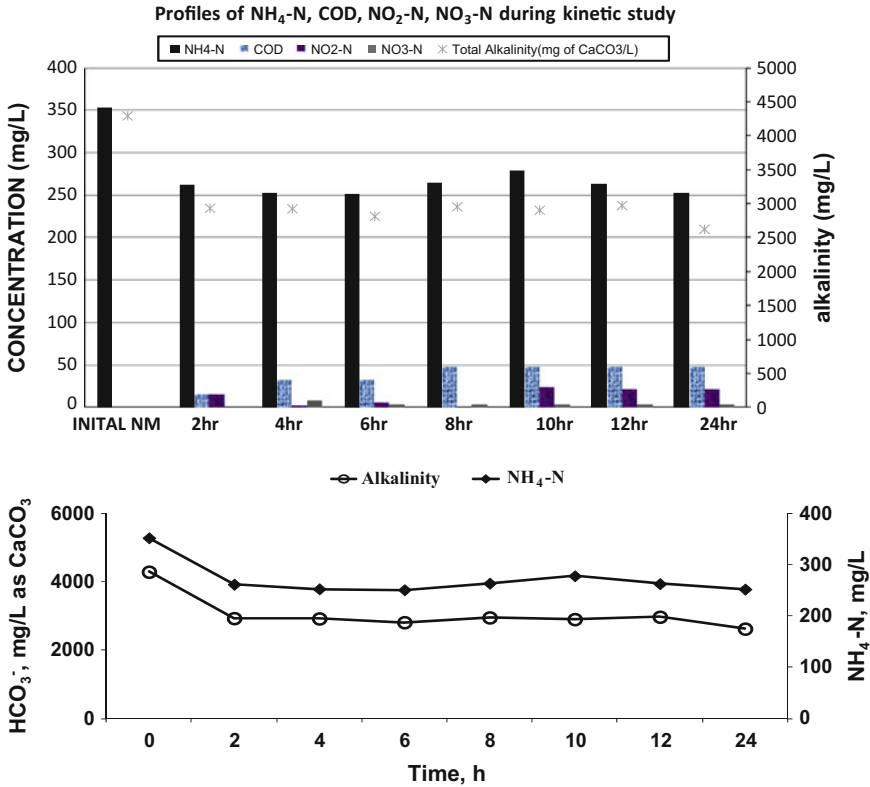 Profiles of NH₄-N, COD, NO₂-N, NO₃-N during kinetic study
NH4-N COD NO2-N NO3-N Total Alkalinity(mg of CaCO3/L)
CONCENTRATION (mg/L)
400
350
300
250
200
150
100
50
0
5000
4500
4000
3500
3000
2500
2000
1500
1000
500
0
alkalinity (mg/L)
INITAL NM 2hr 4hr 6hr 8hr 10hr 12hr 24hr
Alkalinity NH₄-N
HCO₃⁻, mg/L as CaCO₃
6000
4000
2000
0
400
300
200
100
0
NH₄-N, mg/L
0 2 4 6 8 10 12 24
Time, h